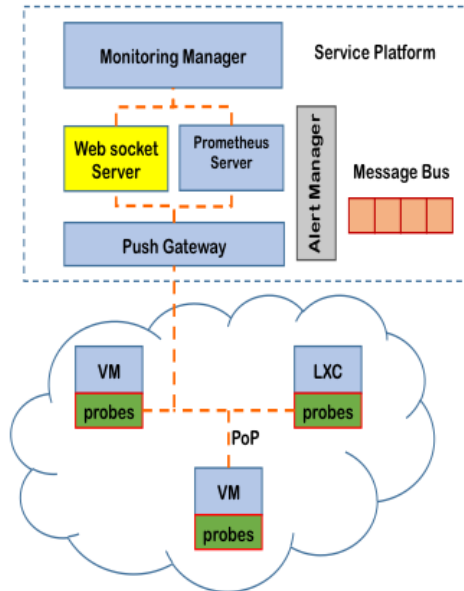 Monitoring Manager
Service Platform
Web socket
Server
Prometheus
Server
Alert Manager
Message Bus
Push Gateway
VM
probes
LXC
probes
PoP
VM
probes